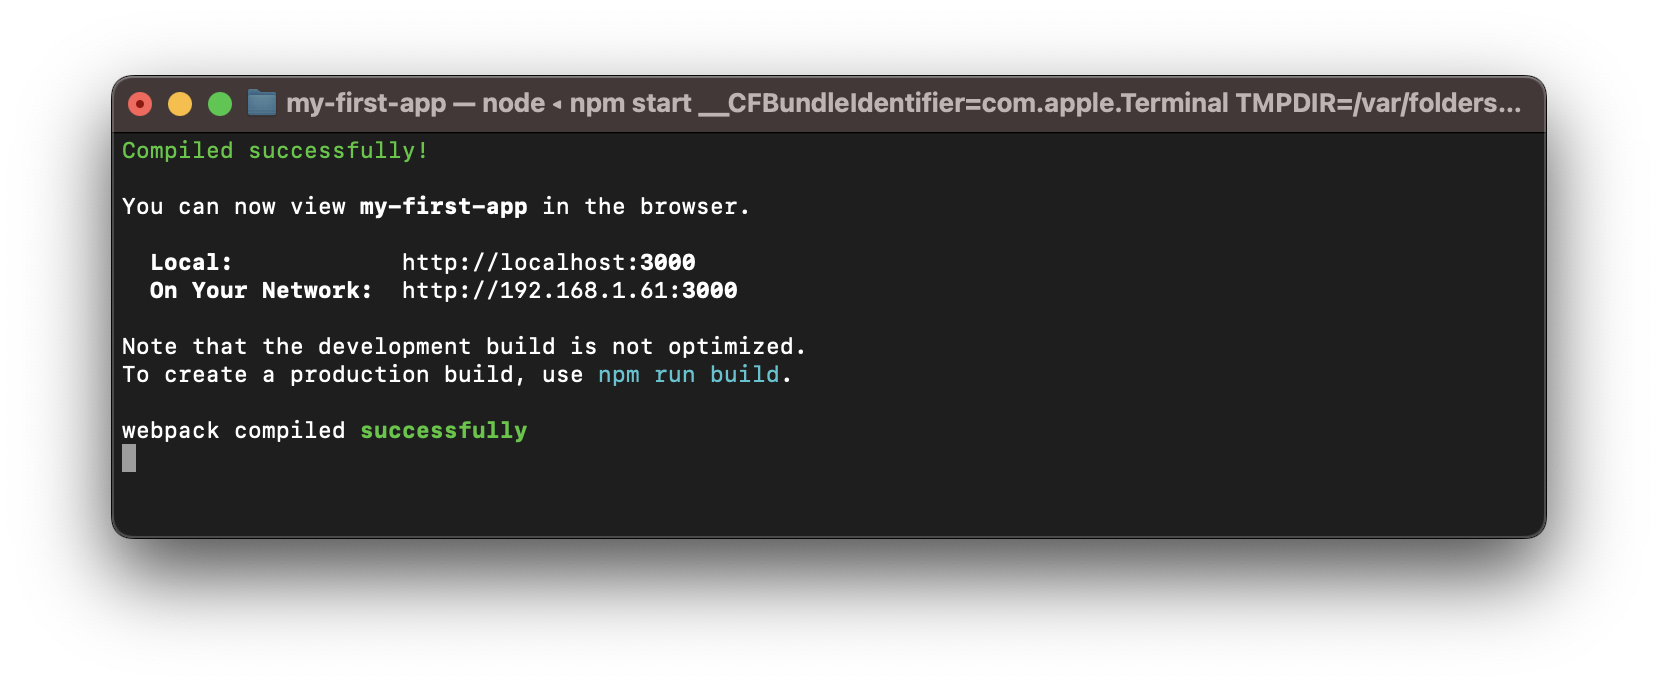 my-first-app — node ◂ npm start __CFBundleIdentifier=com.apple.Terminal TMPDIR=/var/folders...
Compiled successfully!
You can now view my-first-app in the browser.
Local: http://localhost:3000
On Your Network: http://192.168.1.61:3000
Note that the development build is not optimized.
To create a production build, use npm run build.
webpack compiled successfully